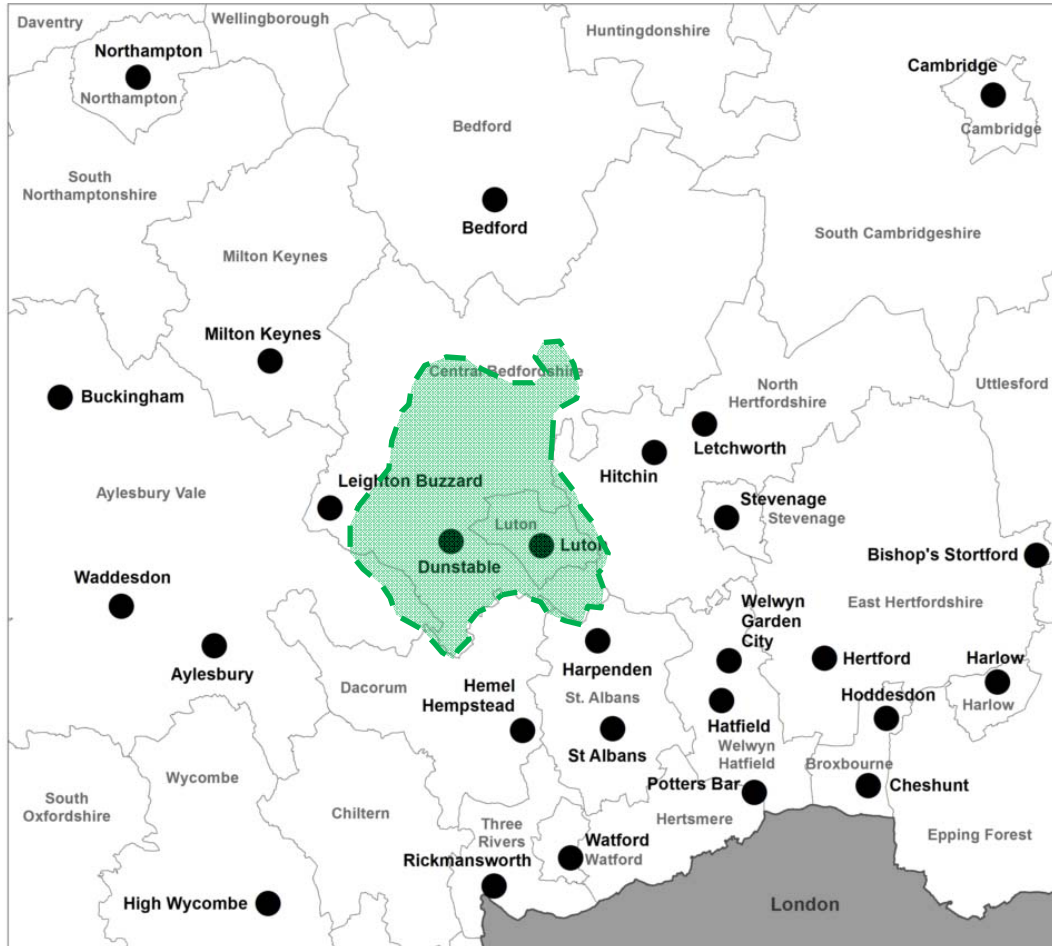 Daventry
Wellingborough
Huntingdonshire
Northampton
Northampton
Cambridge
Cambridge
Bedford
South
Northamptonshire
Bedford
South Cambridgeshire
Milton Keynes
Milton Keynes
Central Bedfordshire
North
Hertfordshire
Uttlesford
Buckingham
Letchworth
Hitchin
Leighton Buzzard
Aylesbury Vale
Stevenage
Stevenage
Luton
Luton
Dunstable
Bishop's Stortford
Waddesdon
East Hertfordshire
Welwyn
Garden
City
Aylesbury
Harpenden
Hertford
Harlow
Harlow
Dacorum
Hemel
Hempstead
St. Albans
St Albans
Hatfield
Welwyn
Hatfield
Hoddesdon
Broxbourne
Wycombe
Potters Bar
Cheshunt
South
Oxfordshire
Chiltern
Three
Rivers
Hertsmere
Epping Forest
Watford
Watford
Rickmansworth
High Wycombe
London